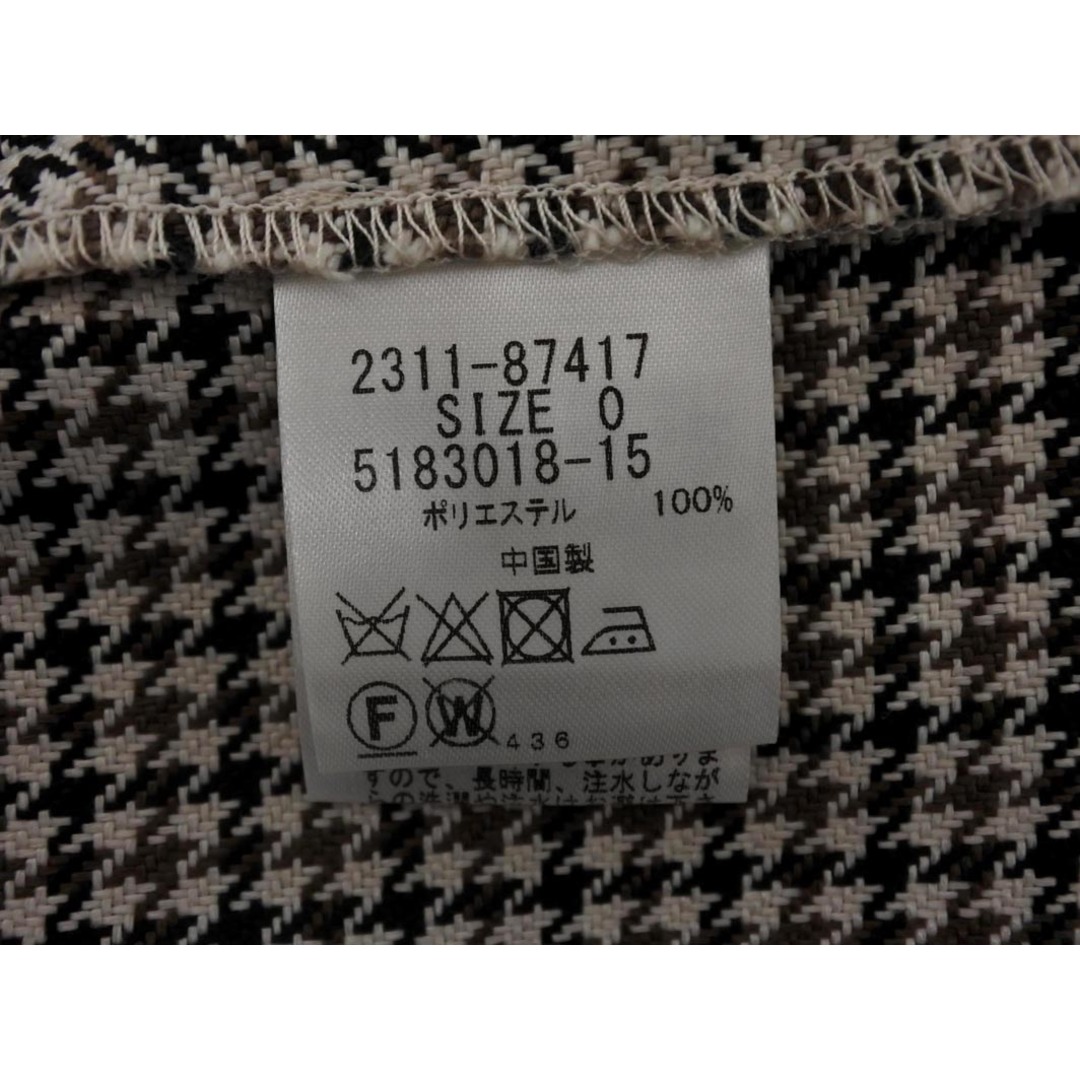 2311-87417
SIZE 0
5183018-15
ポリエステル 100%
中国製
F W 436
すので、長時間、注水しなが